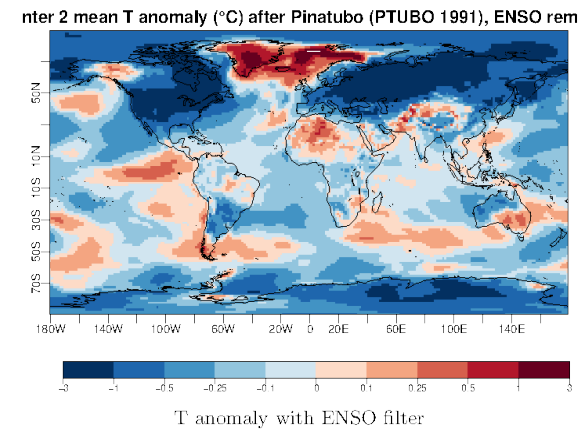 nter 2 mean T anomaly (°C) after Pinatubo (PTUBO 1991), ENSO rem
50N
10N
10S
30S
50S
70S
180W 140W 100W 60W 20W 0 20E 60E 100E 140E
−3 −1 −0.5 −0.25 −0.1 0 0.1 0.25 0.5 1 3
T anomaly with ENSO filter